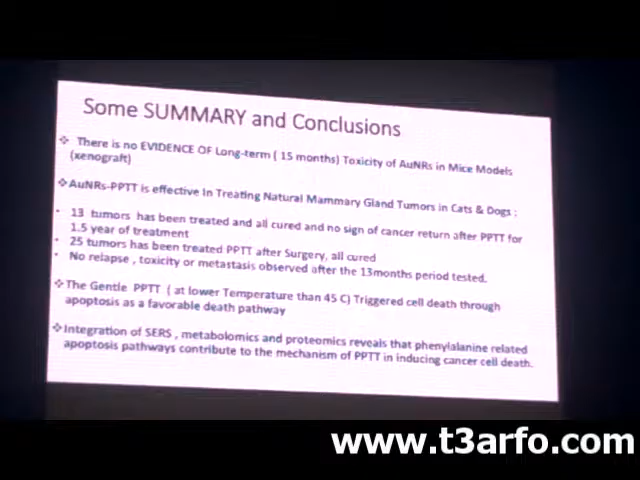 Some SUMMARY and Conclusions
❖ There is no EVIDENCE OF Long-term ( 15 months) Toxicity of AuNRs in Mice Models
(xenograft)
❖AuNRs-PPTT is effective In Treating Natural Mammary Gland Tumors in Cats & Dogs :
• 13 tumors has been treated and all cured and no sign of cancer return after PPTT for
1.5 year of treatment
• 25 tumors has been treated PPTT after Surgery, all cured
• No relapse , toxicity or metastasis observed after the 13months period tested.
❖The Gentle PPTT ( at lower Temperature than 45 C) Triggered cell death through
apoptosis as a favorable death pathway
❖Integration of SERS , metabolomics and proteomics reveals that phenylalanine related
apoptosis pathways contribute to the mechanism of PPTT in inducing cancer cell death.
www.t3arfo.com